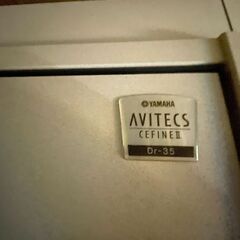 YAMAHA
AVITECS
CEFINE II
Dr-35